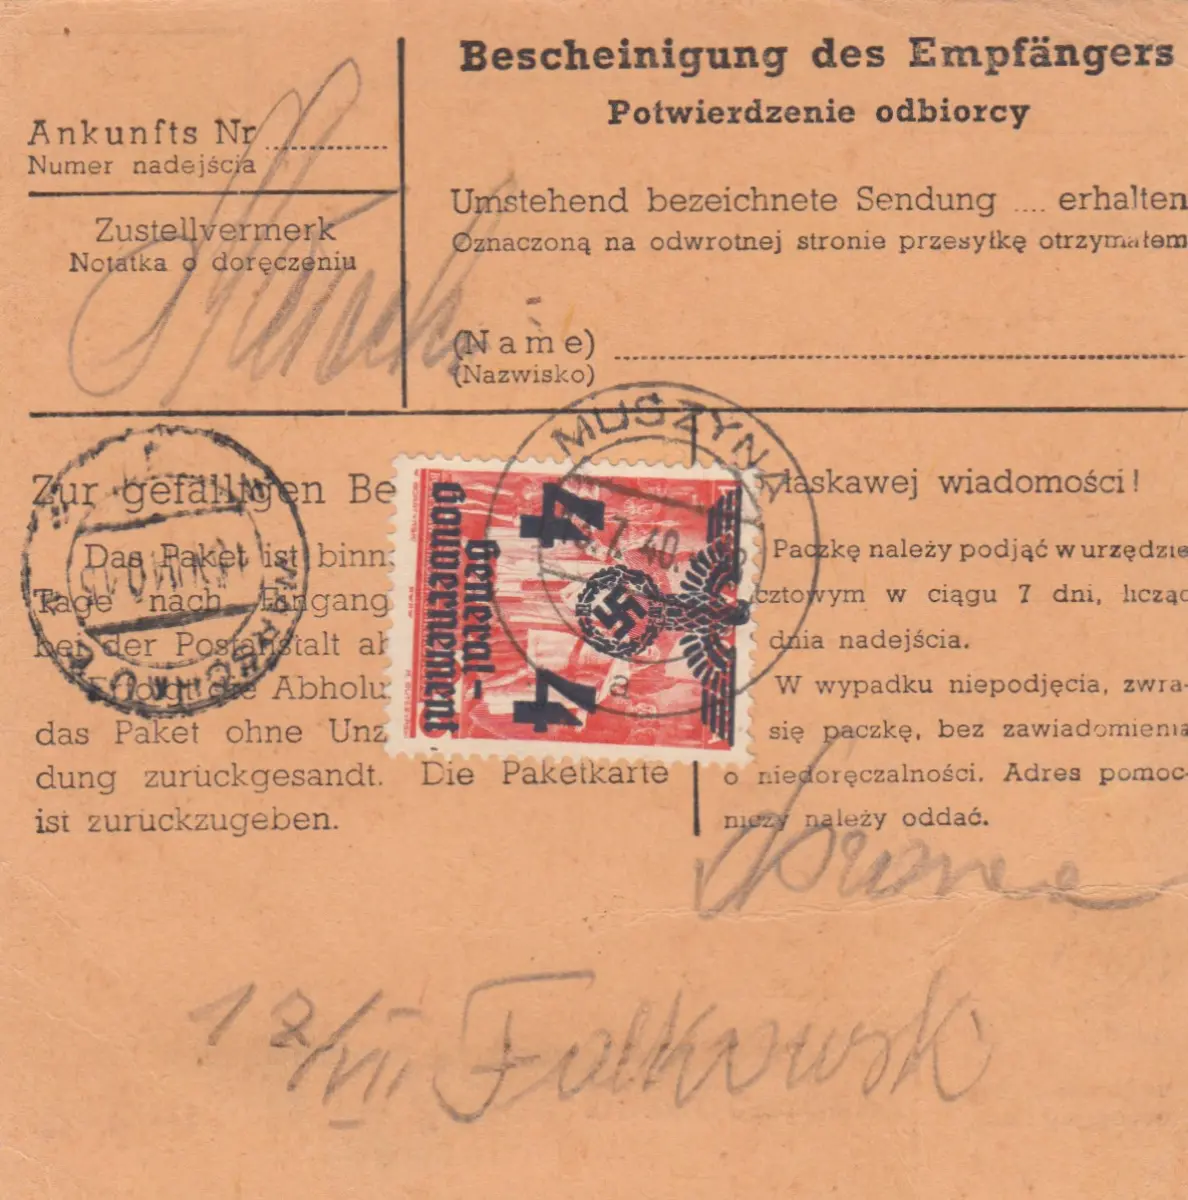 Bescheinigung des Empfängers
Potwierdzenie odbiorcy
Ankunfts Nr
Numer nadejścia
Zustellvermerk
Notatka o doręczeniu
Umstehend bezeichnete Sendung .... erhalten
Oznaczoną na odwrotnej stronie przesyłkę otrzymałem
(Name)
(Nazwisko)
MUSZYNA
7. 40.
a
Zur gefälligen Be
Das Paket ist binn
Tage nach Eingang
bei der Postanstalt ab
Erfolgt die Abholu
das Paket ohne Unz
dung zurückgesandt. Die Paketkarte
ist zurückzugeben.
4 4
General-
Gouvernement
łaskawej wiadomości!
Paczkę należy podjąć w urzędzie
cztowym w ciągu 7 dni, licząc
dnia nadejścia.
W wypadku niepodjęcia, zwra-
się paczkę, bez zawiadomienia
o niedoręczalności. Adres pomoc-
niczy należy oddać.
12/VII Falkowsk